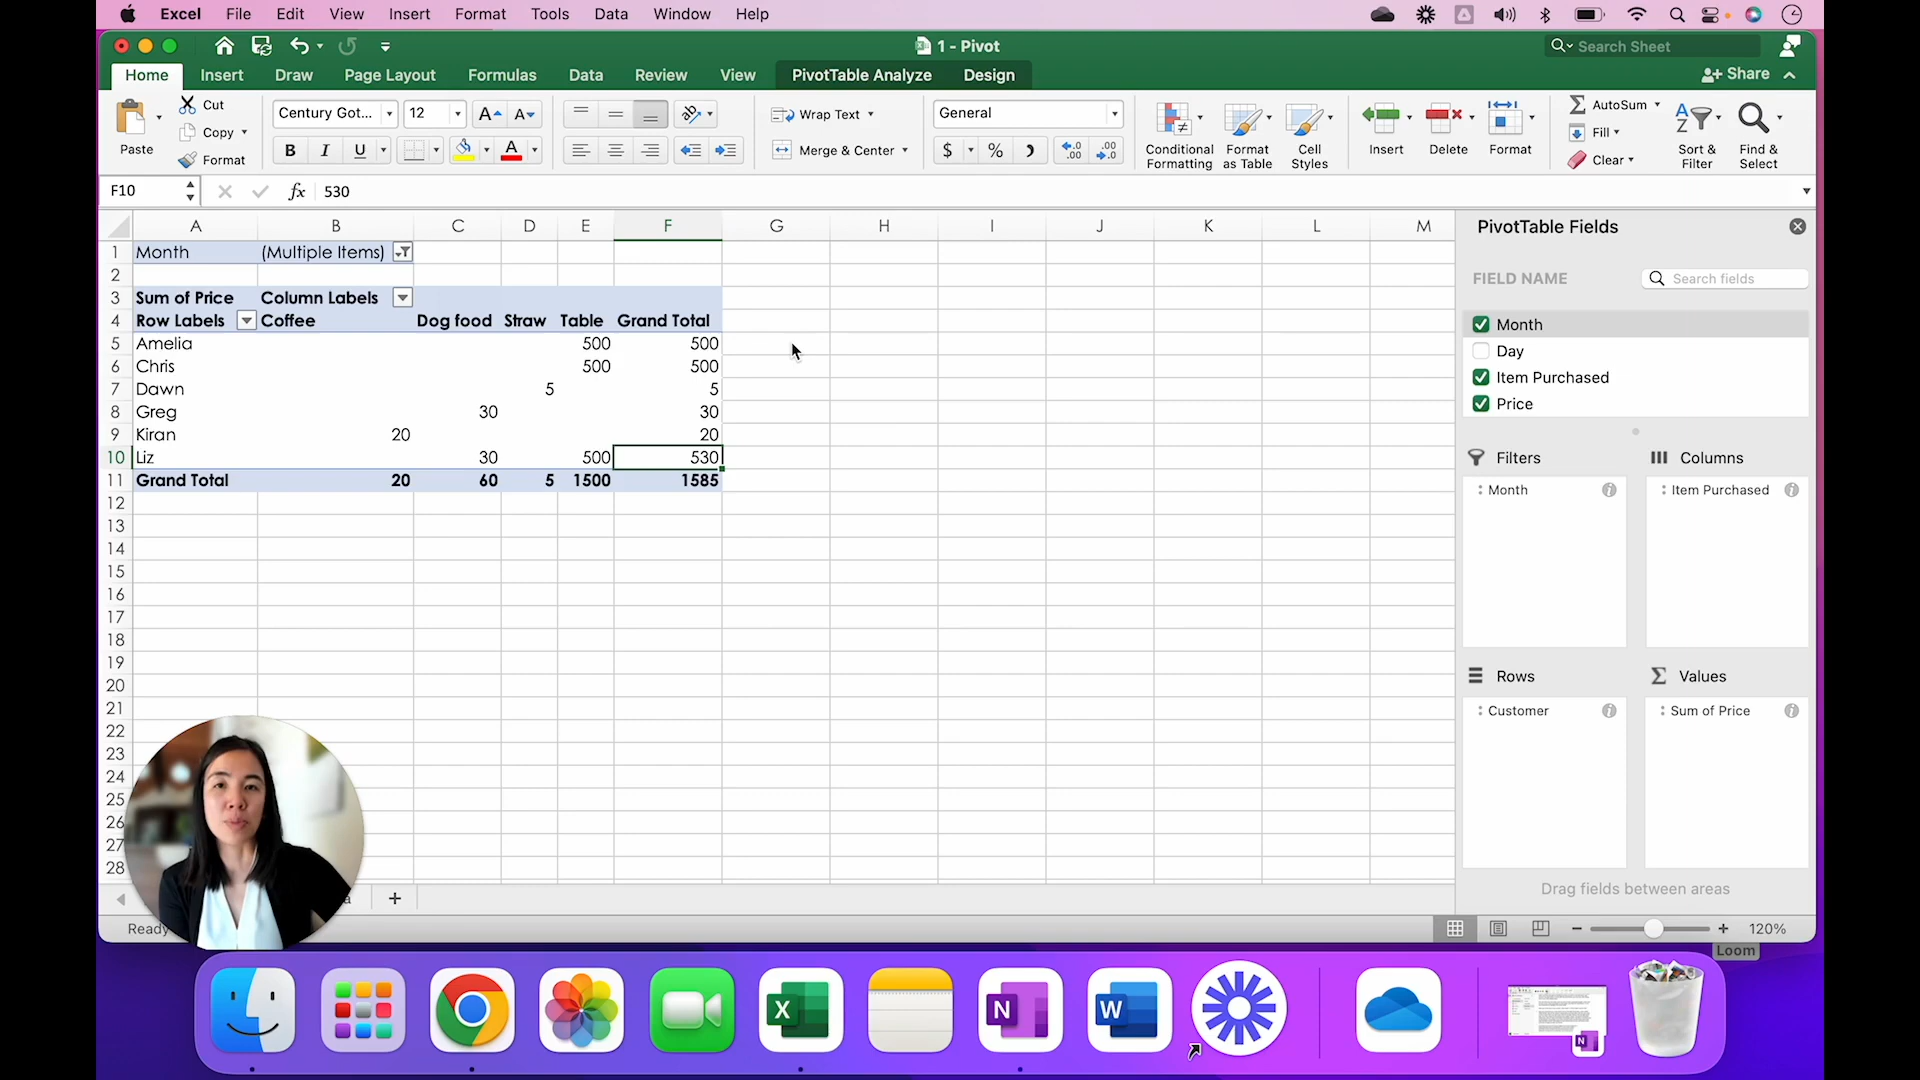 Excel File Edit View Insert Format Tools Data Window Help
1 - Pivot
Search Sheet
Home Insert Draw Page Layout Formulas Data Review View PivotTable Analyze Design
Share
Paste
Cut
Copy
Format
Century Got... 12
Wrap Text
Merge & Center
General
Conditional Formatting
Format as Table
Cell Styles
Insert
Delete
Format
AutoSum
Fill
Clear
Sort & Filter
Find & Select
F10 fx 530
A B C D E F G H I J K L M
1 Month (Multiple Items)
2
3 Sum of Price Column Labels
4 Row Labels Coffee Dog food Straw Table Grand Total
5 Amelia 500 500
6 Chris 500 500
7 Dawn 5 5
8 Greg 30 30
9 Kiran 20 20
10 Liz 30 500 530
11 Grand Total 20 60 5 1500 1585
12
13
14
15
16
17
18
19
20
21
22
23
24
25
26
27
28
PivotTable Fields
FIELD NAME
Search fields
Month
Day
Item Purchased
Price
Filters
Month
Columns
Item Purchased
Rows
Customer
Values
Sum of Price
Drag fields between areas
Ready
120%
Loom